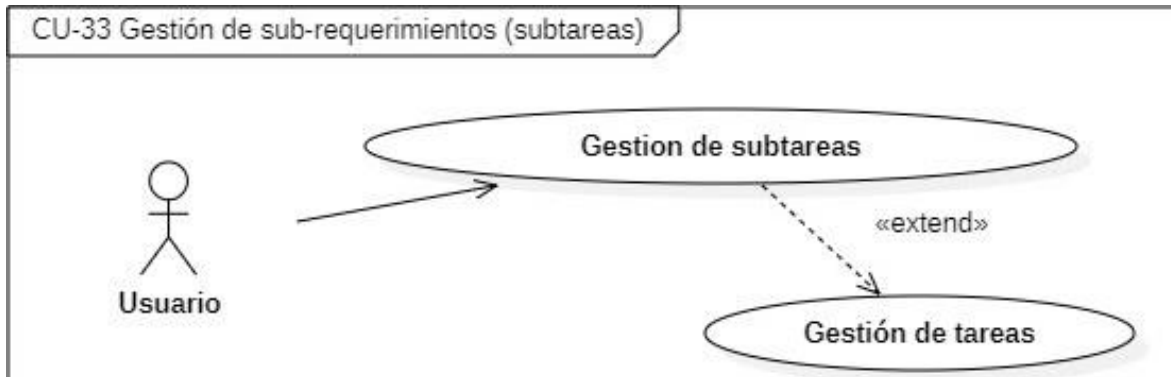 CU-33 Gestión de sub-requerimientos (subtareas)
Gestion de subtareas
«extend»
Usuario
Gestión de tareas